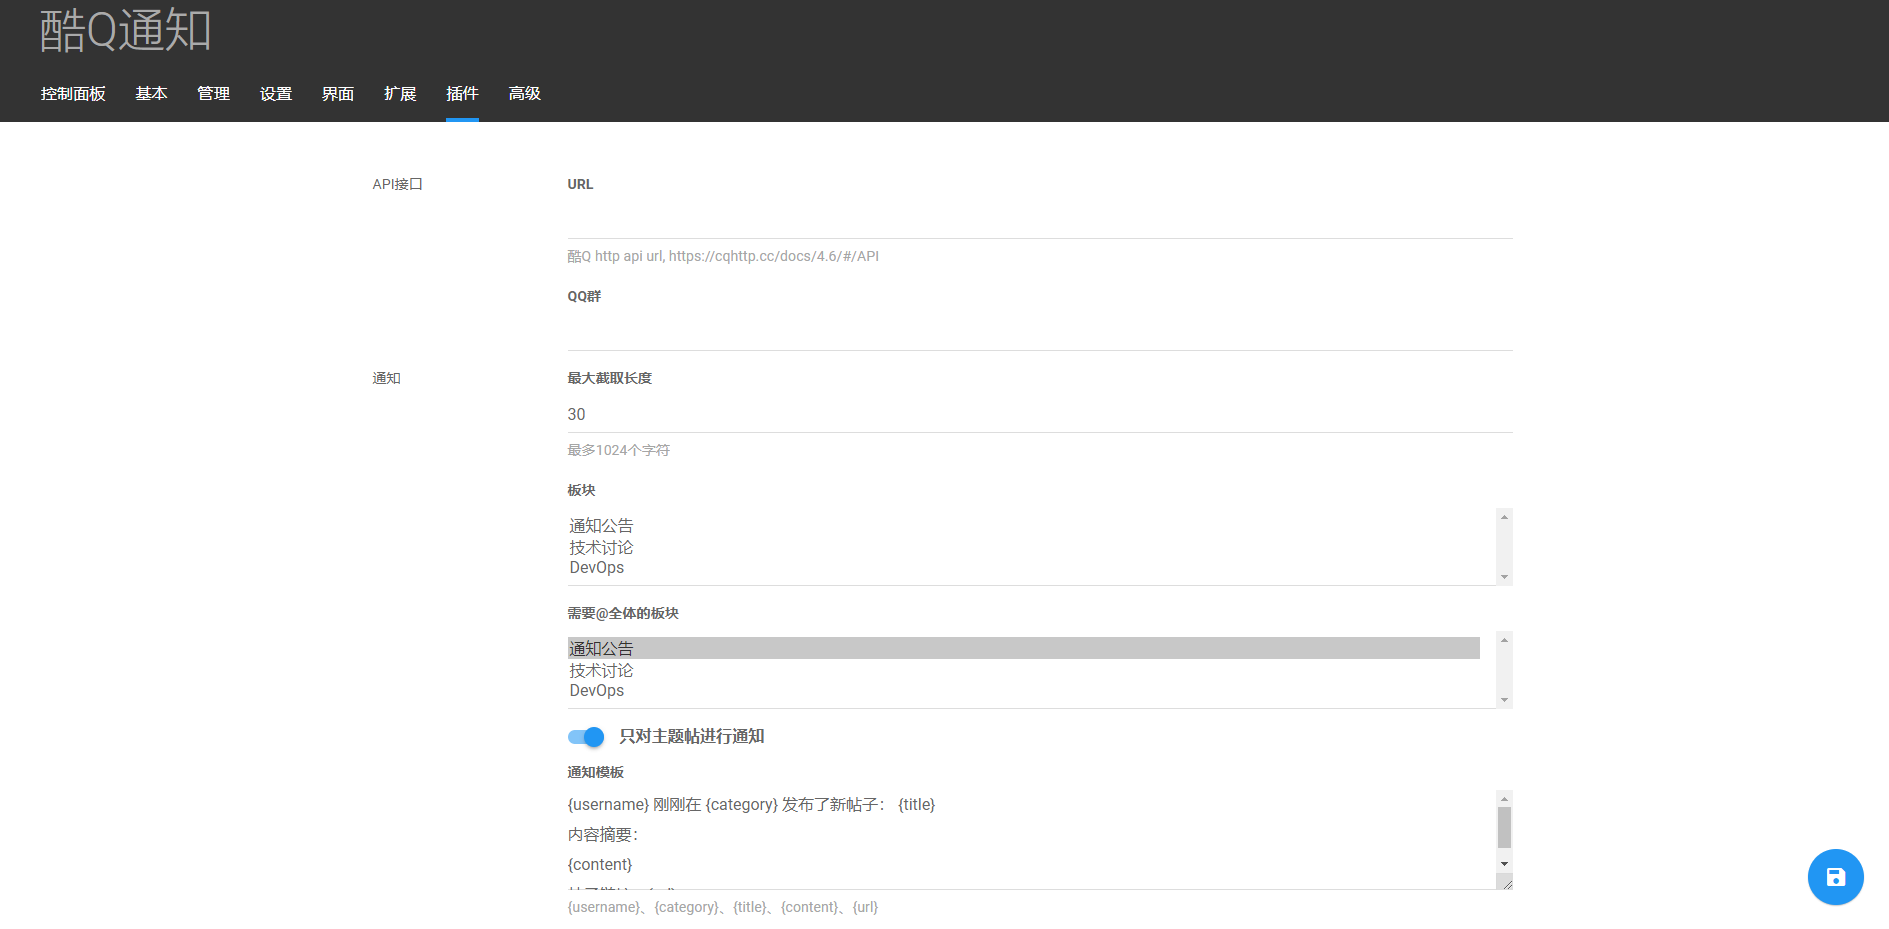 酷Q通知
控制面板 基本 管理 设置 界面 扩展 插件 高级
API接口
URL
酷Q http api url, https://cqhttp.cc/docs/4.6/#/API
QQ群
通知
最大截取长度
30
最多1024个字符
板块
通知公告
技术讨论
DevOps
需要@全体的板块
通知公告
技术讨论
DevOps
只对主题帖进行通知
通知模板
{username} 刚刚在 {category} 发布了新帖子： {title}
内容摘要：
{content}
{username}、{category}、{title}、{content}、{url}